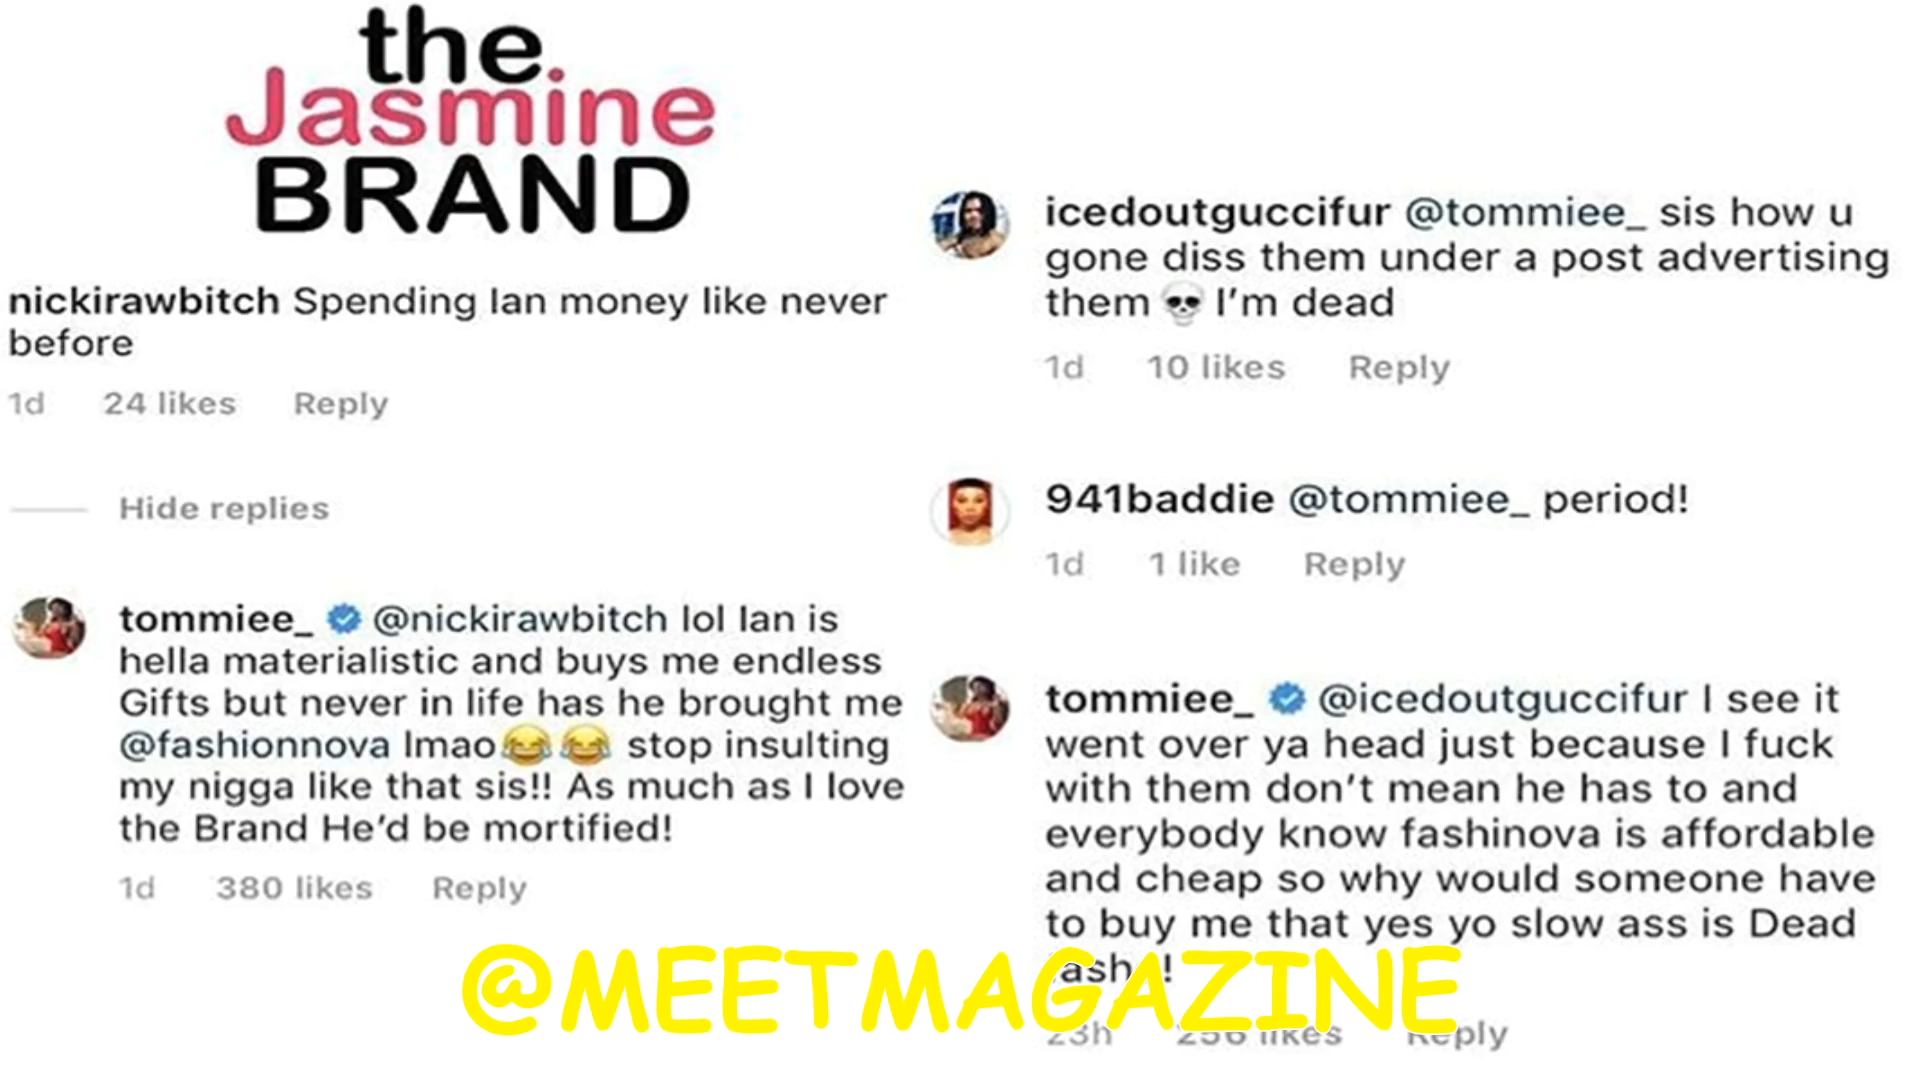 the
Jasmine
BRAND
nickirawbitch Spending Ian money like never
before
1d 24 likes Reply
Hide replies
tommiee_ @nickirawbitch lol Ian is
hella materialistic and buys me endless
Gifts but never in life has he brought me
@fashionnova lmao😂😂 stop insulting
my nigga like that sis!! As much as I love
the Brand He'd be mortified!
1d 380 likes Reply
icedoutguccifur @tommiee_ sis how u
gone diss them under a post advertising
them 💀 I'm dead
1d 10 likes Reply
941baddie @tommiee_ period!
1d 1 like Reply
tommiee_ @icedoutguccifur I see it
went over ya head just because I fuck
with them don't mean he has to and
everybody know fashinova is affordable
and cheap so why would someone have
to buy me that yes yo slow ass is Dead
23h 256 likes Reply
@MEETMAGAZINE